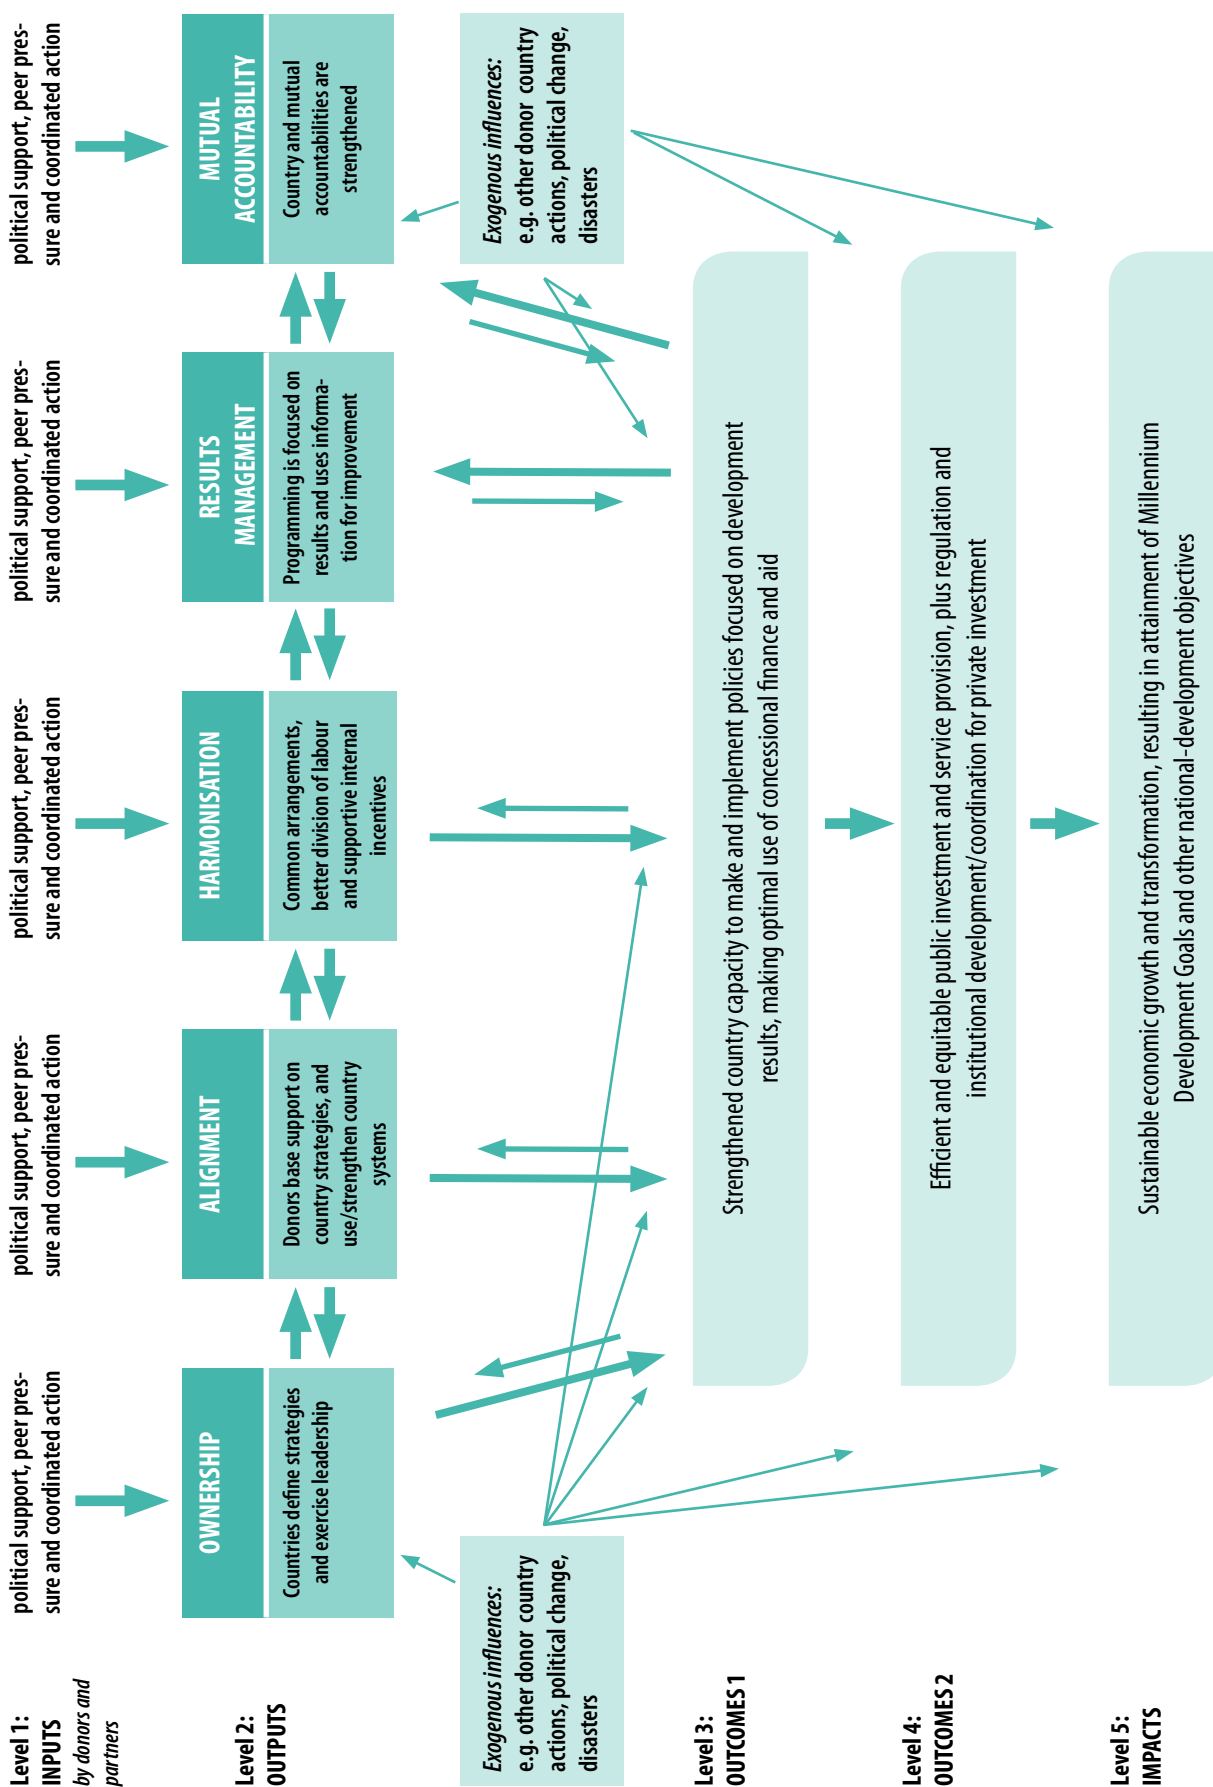 Level 1:
INPUTS
by donors and
partners
political support, peer pres-
sure and coordinated action
political support, peer pres-
sure and coordinated action
political support, peer pres-
sure and coordinated action
political support, peer pres-
sure and coordinated action
political support, peer pres-
sure and coordinated action
Level 2:
OUTPUTS
OWNERSHIP
Countries define strategies
and exercise leadership
ALIGNMENT
Donors base support on
country strategies, and
use/strengthen country
systems
HARMONISATION
Common arrangements,
better division of labour
and supportive internal
incentives
RESULTS
MANAGEMENT
Programming is focused on
results and uses informa-
tion for improvement
MUTUAL
ACCOUNTABILITY
Country and mutual
accountabilities are
strengthened
Exogenous influences:
e.g. other donor country
actions, political change,
disasters
Exogenous influences:
e.g. other donor country
actions, political change,
disasters
Level 3:
OUTCOMES 1
Strengthened country capacity to make and implement policies focused on development
results, making optimal use of concessional finance and aid
Level 4:
OUTCOMES 2
Efficient and equitable public investment and service provision, plus regulation and
institutional development/coordination for private investment
Level 5:
IMPACTS
Sustainable economic growth and transformation, resulting in attainment of Millennium
Development Goals and other national-development objectives